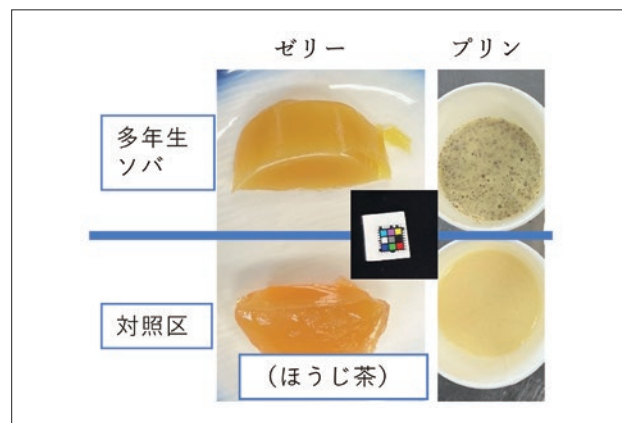 ゼリー
プリン
多年生
ソバ
対照区
（ほうじ茶）